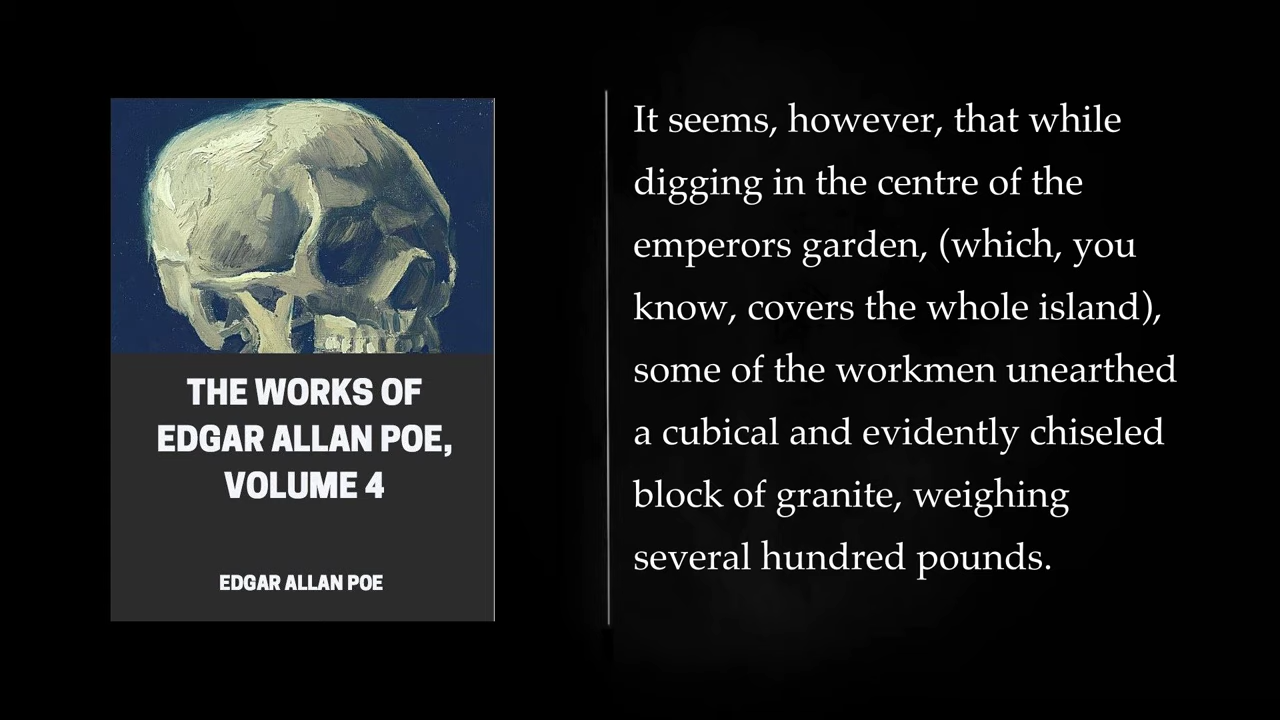 THE WORKS OF
EDGAR ALLAN POE,
VOLUME 4
EDGAR ALLAN POE
It seems, however, that while
digging in the centre of the
emperors garden, (which, you
know, covers the whole island),
some of the workmen unearthed
a cubical and evidently chiseled
block of granite, weighing
several hundred pounds.